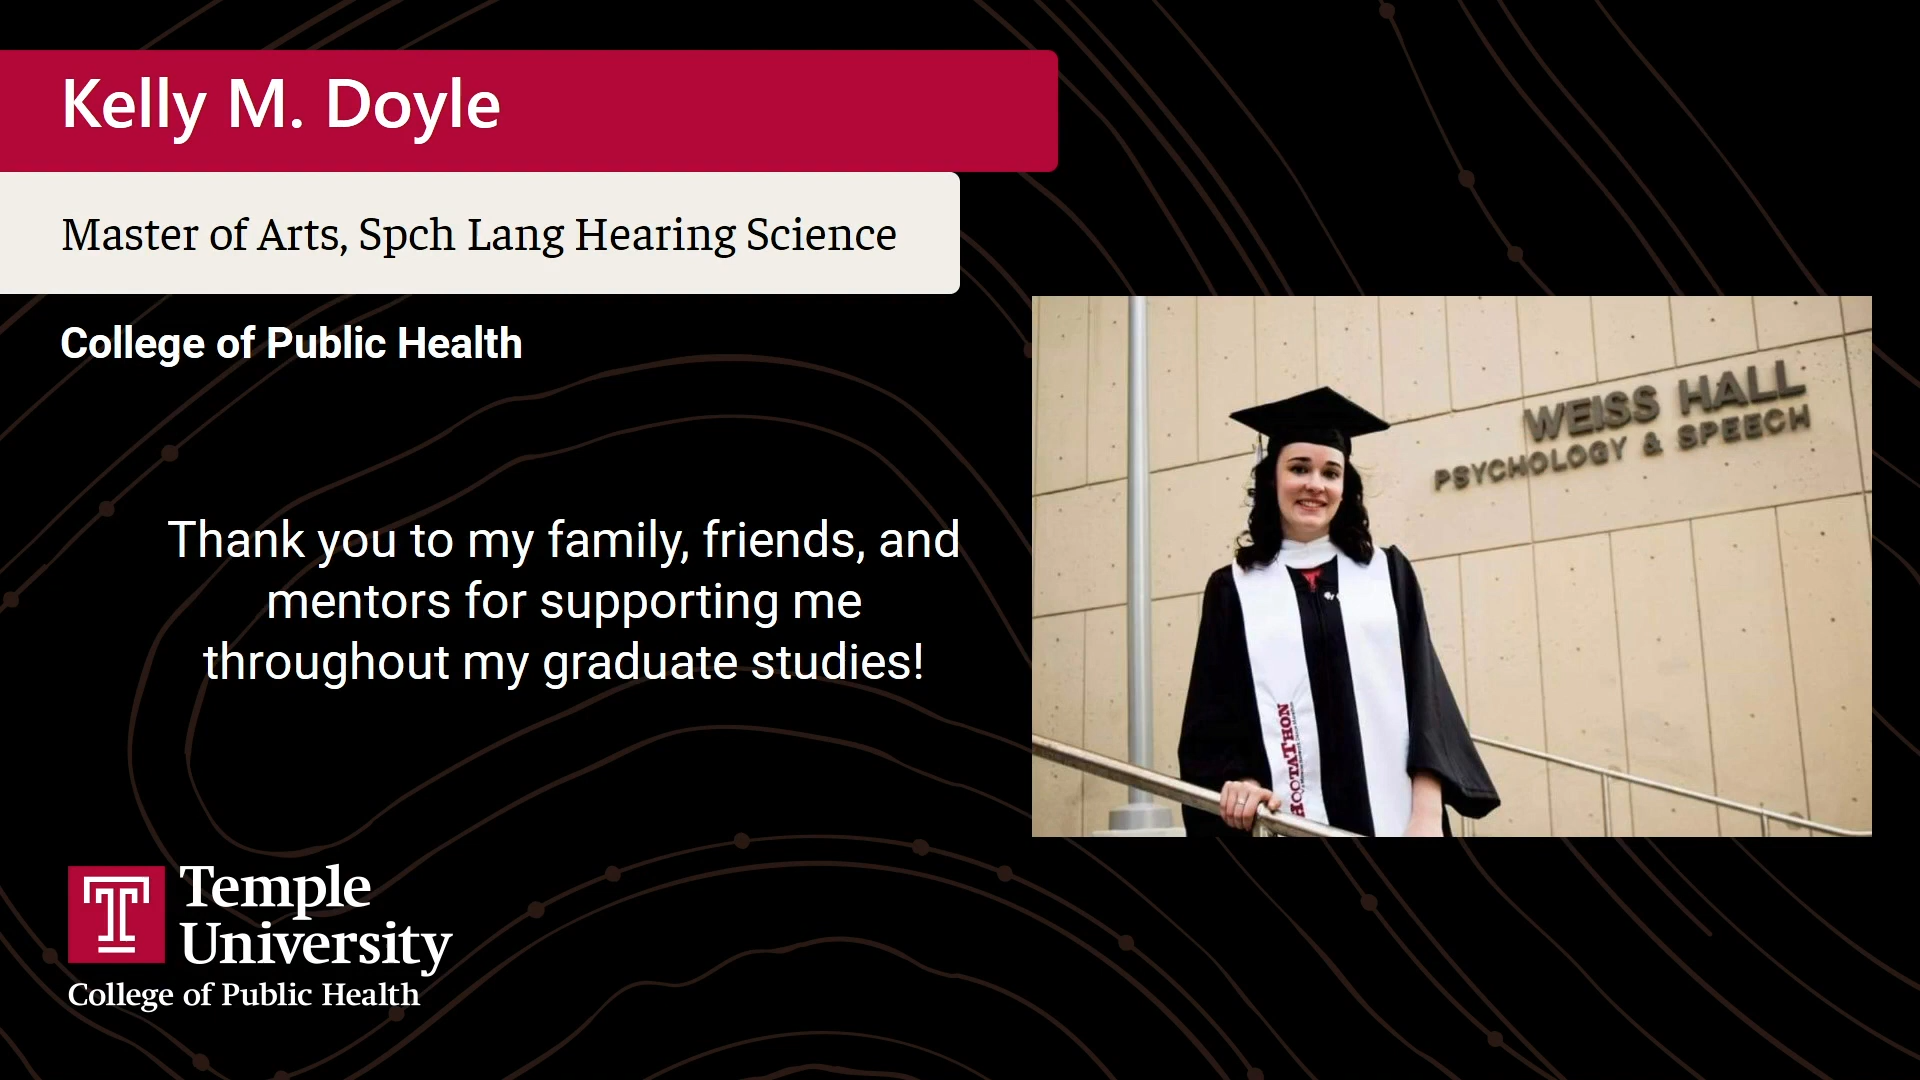 Kelly M. Doyle
Master of Arts, Spch Lang Hearing Science
College of Public Health
Thank you to my family, friends, and
mentors for supporting me
throughout my graduate studies!
WEISS HALL
PSYCHOLOGY & SPEECH
HOOTATHON
T
Temple
University
College of Public Health